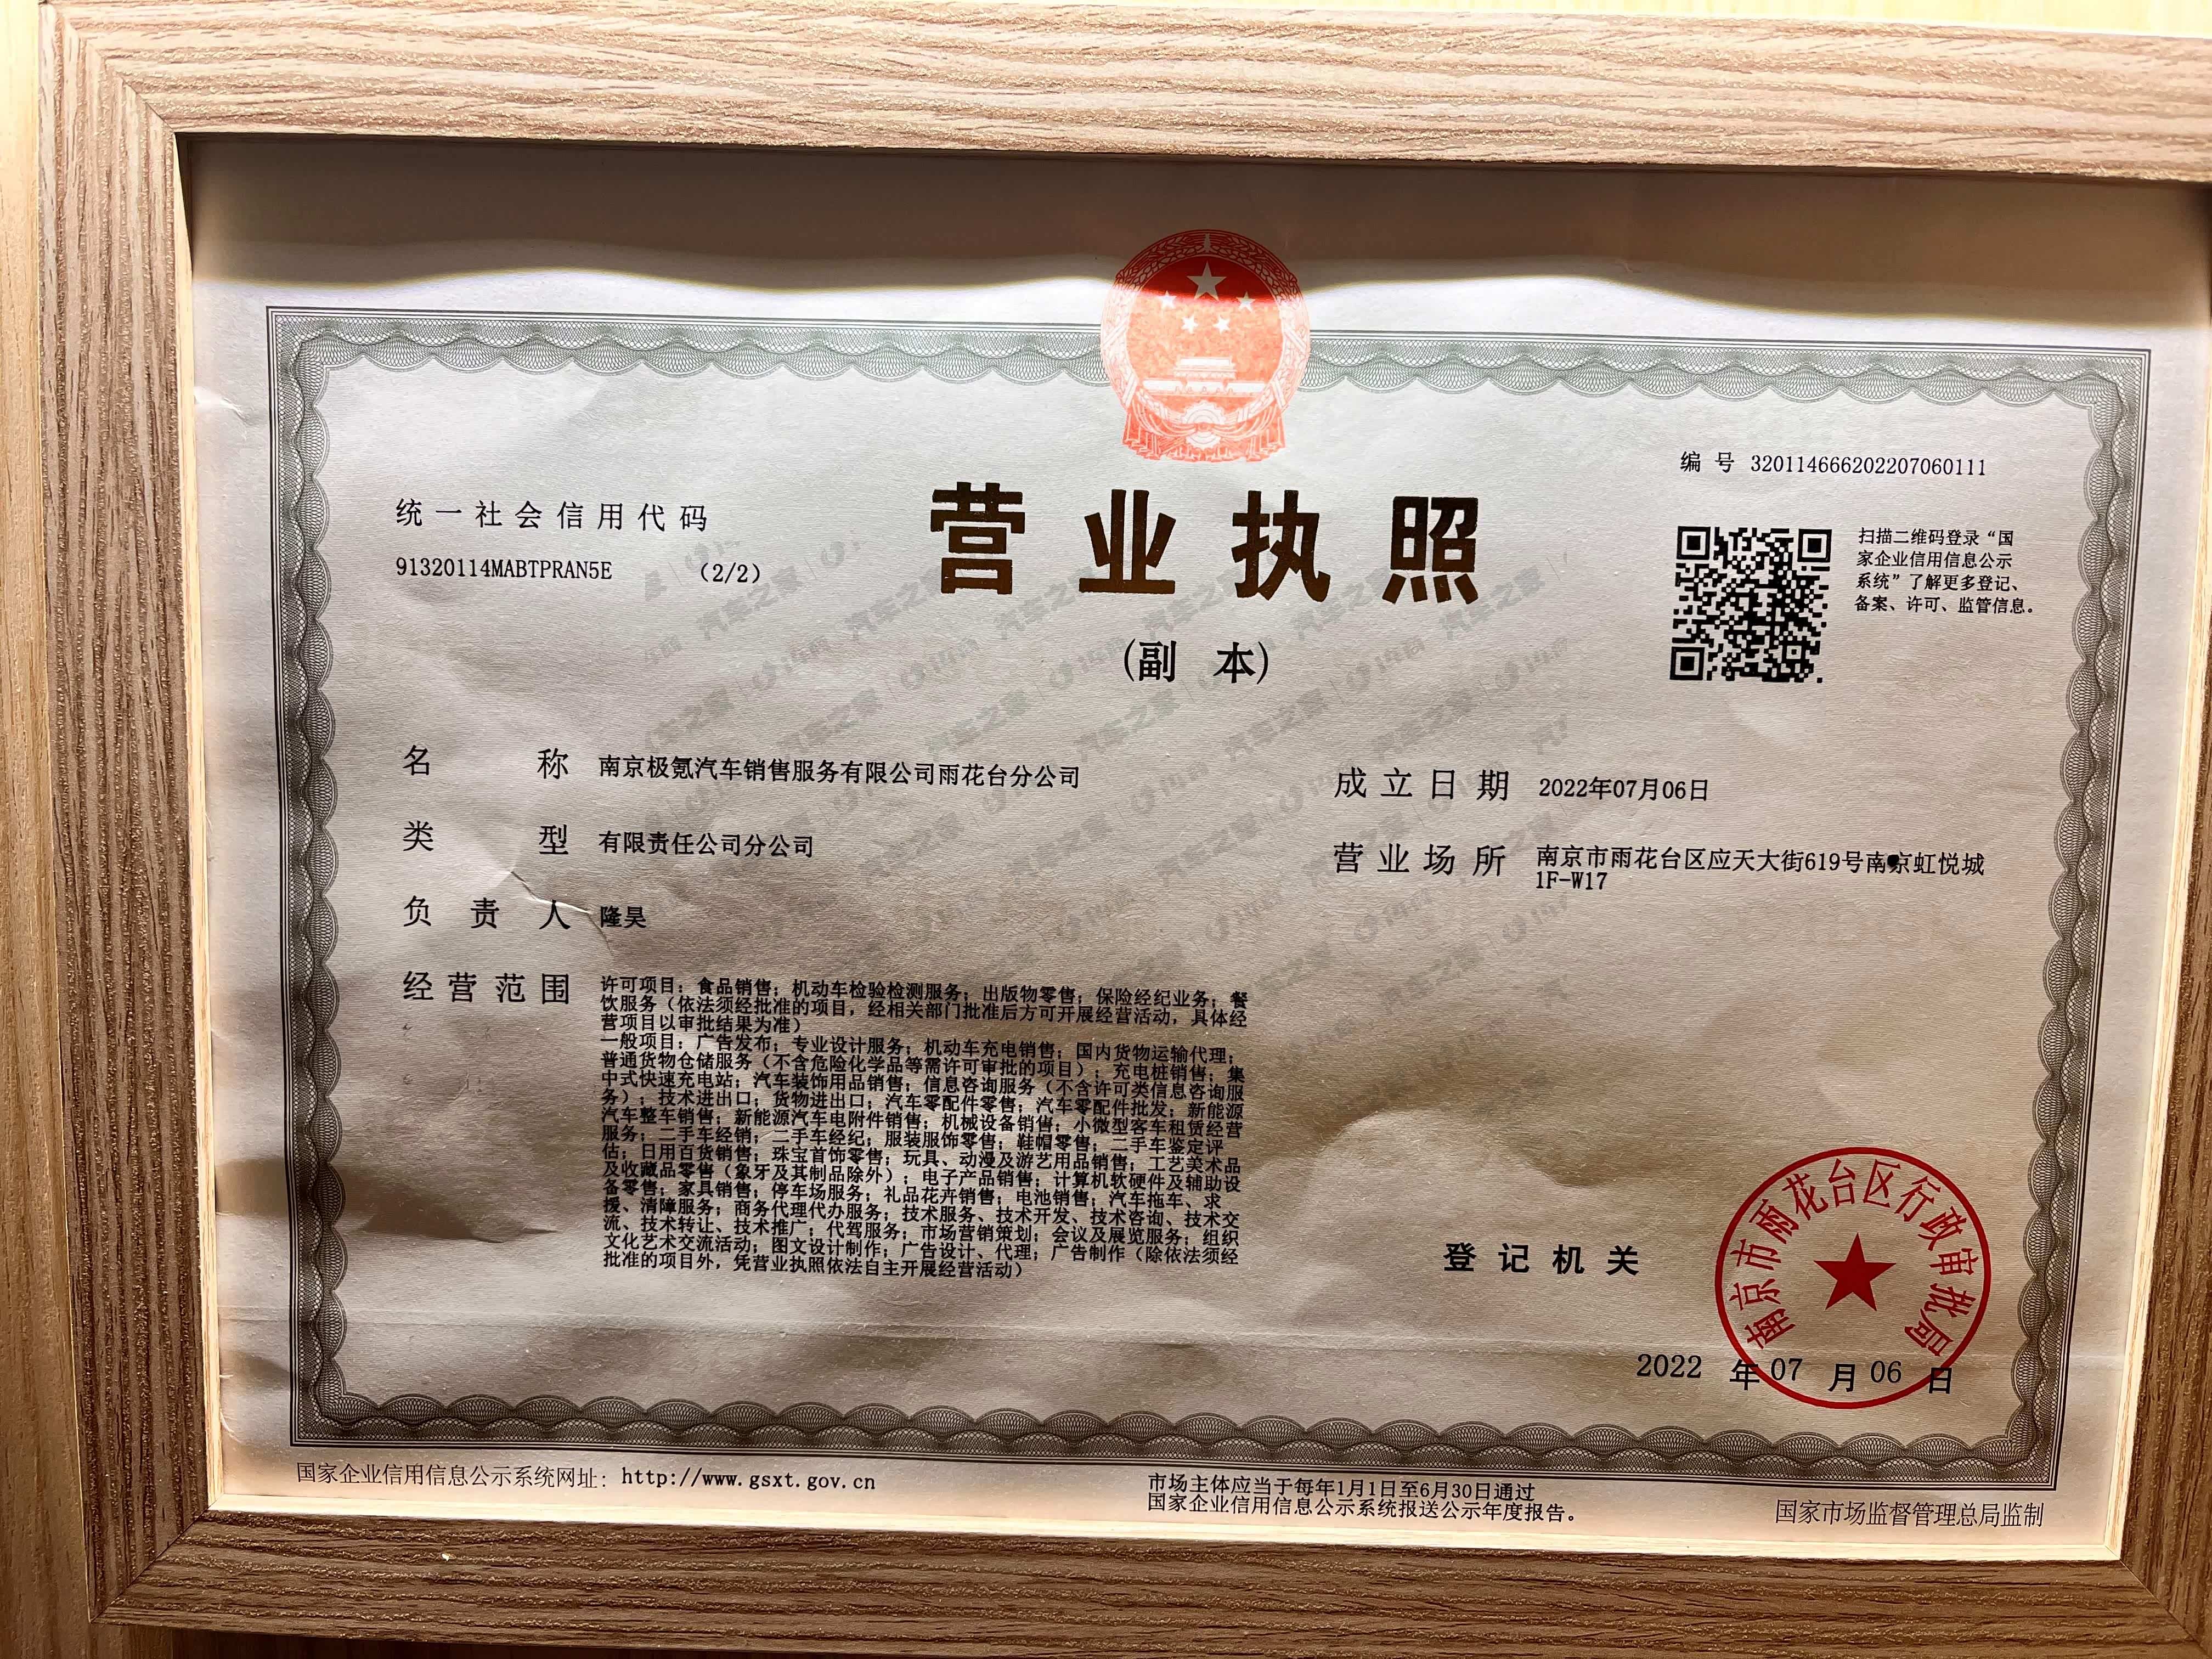 编号 320114666202207060111
统一社会信用代码
91320114MABTPRAN5E (2/2)
营业执照
(副 本)
扫描二维码登录“国
家企业信用信息公示
系统”了解更多登记、
备案、许可、监管信息。
名 称 南京极氪汽车销售服务有限公司雨花台分公司
类 型 有限责任公司分公司
负 责 人 隆昊
经营范围 许可项目：食品销售；机动车检验检测服务；出版物零售；保险经纪业务；餐
饮服务（依法须经批准的项目，经相关部门批准后方可开展经营活动，具体经
营项目以审批结果为准）
一般项目：广告发布；专业设计服务；机动车充电销售；国内货物运输代理；
普通货物仓储服务（不含危险化学品等需许可审批的项目）；充电桩销售；集
中式快速充电站；汽车装饰用品销售；信息咨询服务（不含许可类信息咨询服
务）；技术进出口；货物进出口；汽车零配件零售；汽车零配件批发；新能源
汽车整车销售；新能源汽车电附件销售；机械设备销售；小微型客车租赁经营
服务；二手车经销；二手车经纪；服装服饰零售；鞋帽零售；二手车鉴定评
估；日用百货销售；珠宝首饰零售；玩具、动漫及游艺用品销售；工艺美术品
及收藏品零售（象牙及其制品除外）；电子产品销售；计算机软硬件及辅助设
备零售；家具销售；停车场服务；礼品花卉销售；电池销售；汽车拖车、求
援、清障服务；商务代理代办服务；技术服务、技术开发、技术咨询、技术交
流、技术转让、技术推广；代驾服务；市场营销策划；会议及展览服务；组织
文化艺术交流活动；图文设计制作；广告设计、代理；广告制作（除依法须经
批准的项目外，凭营业执照依法自主开展经营活动）
成立日期 2022年07月06日
营业场所 南京市雨花台区应天大街619号南京虹悦城
1F-W17
登记机关
南京市雨花台区行政审批局
2022 年 07 月 06 日
国家企业信用信息公示系统网址：http://www.gsxt.gov.cn
市场主体应当于每年1月1日至6月30日通过
国家企业信用信息公示系统报送公示年度报告。
国家市场监督管理总局监制
汽车之家